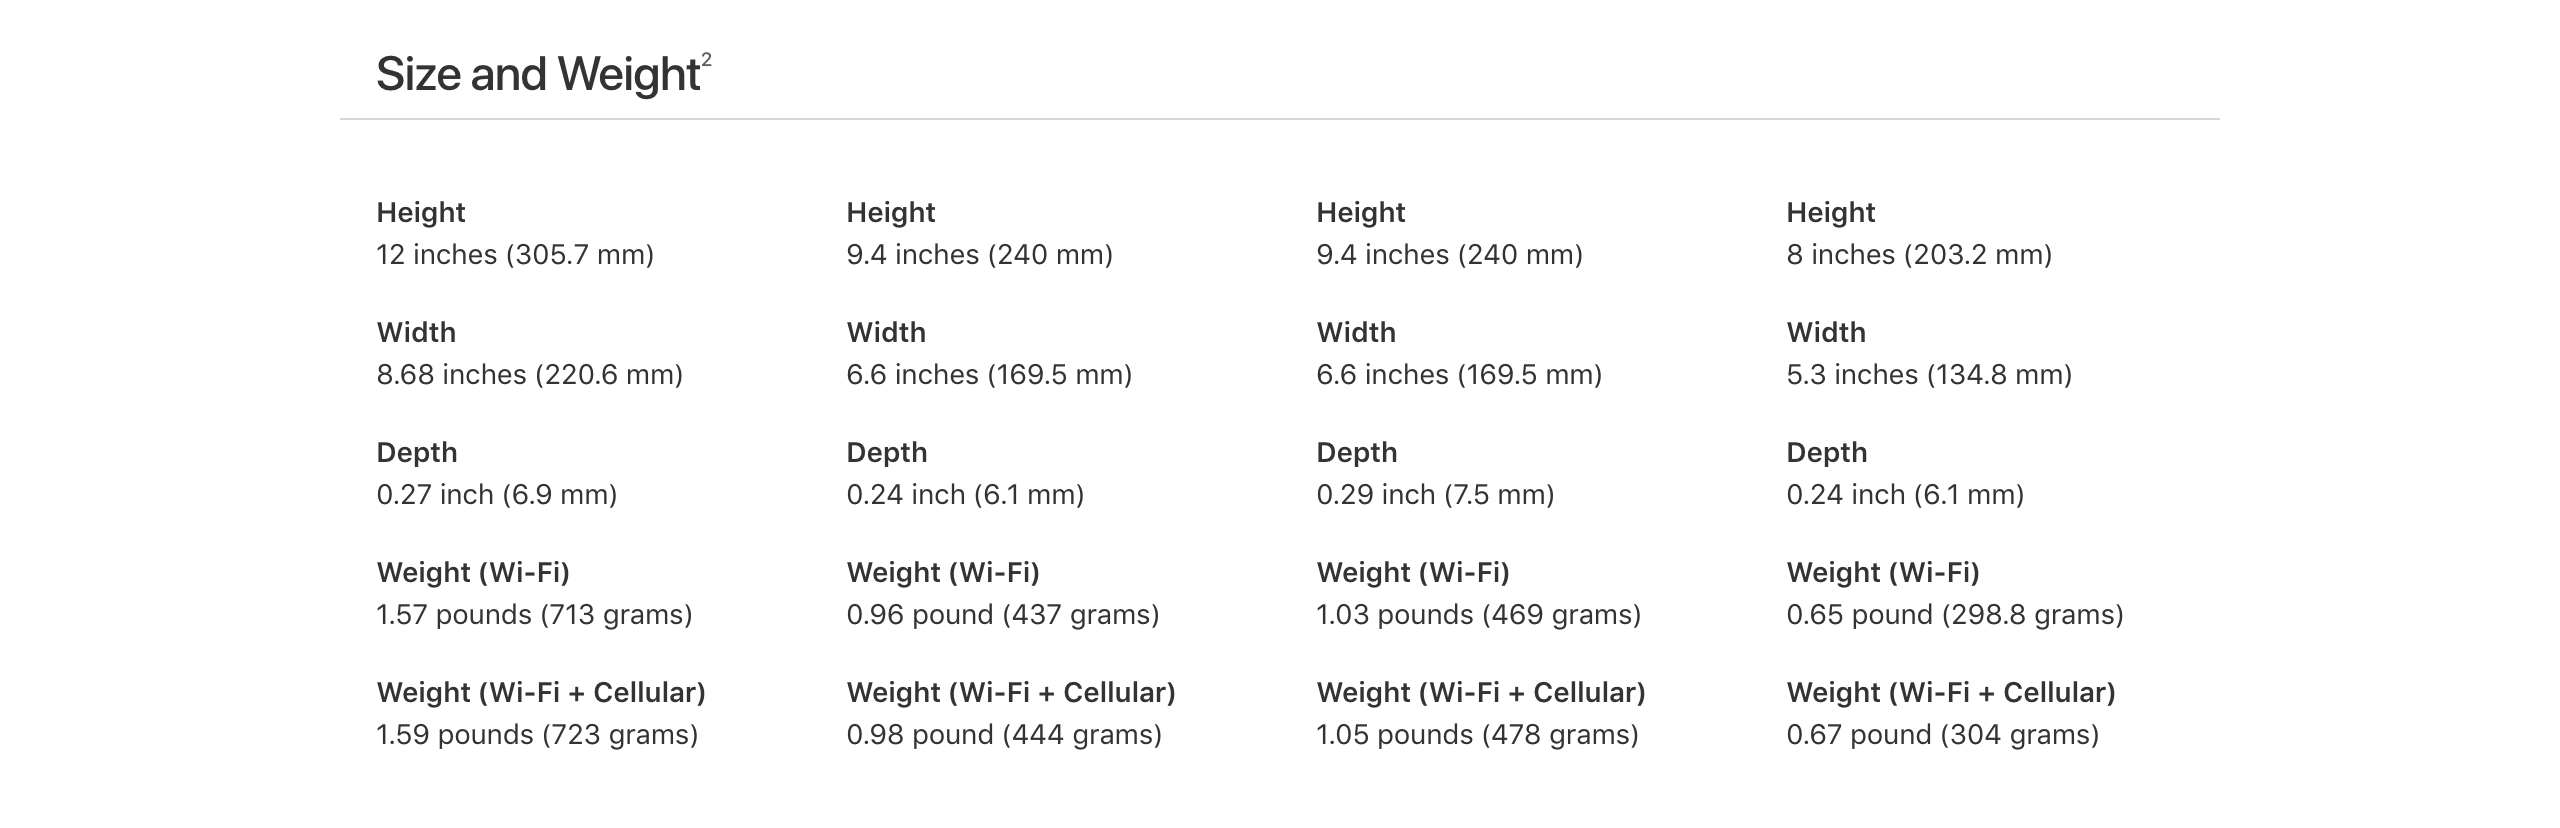 Size and Weight2
Height
12 inches (305.7 mm)
Width
8.68 inches (220.6 mm)
Depth
0.27 inch (6.9 mm)
Weight (Wi-Fi)
1.57 pounds (713 grams)
Weight (Wi-Fi + Cellular)
1.59 pounds (723 grams)
Height
9.4 inches (240 mm)
Width
6.6 inches (169.5 mm)
Depth
0.24 inch (6.1 mm)
Weight (Wi-Fi)
0.96 pound (437 grams)
Weight (Wi-Fi + Cellular)
0.98 pound (444 grams)
Height
9.4 inches (240 mm)
Width
6.6 inches (169.5 mm)
Depth
0.29 inch (7.5 mm)
Weight (Wi-Fi)
1.03 pounds (469 grams)
Weight (Wi-Fi + Cellular)
1.05 pounds (478 grams)
Height
8 inches (203.2 mm)
Width
5.3 inches (134.8 mm)
Depth
0.24 inch (6.1 mm)
Weight (Wi-Fi)
0.65 pound (298.8 grams)
Weight (Wi-Fi + Cellular)
0.67 pound (304 grams)